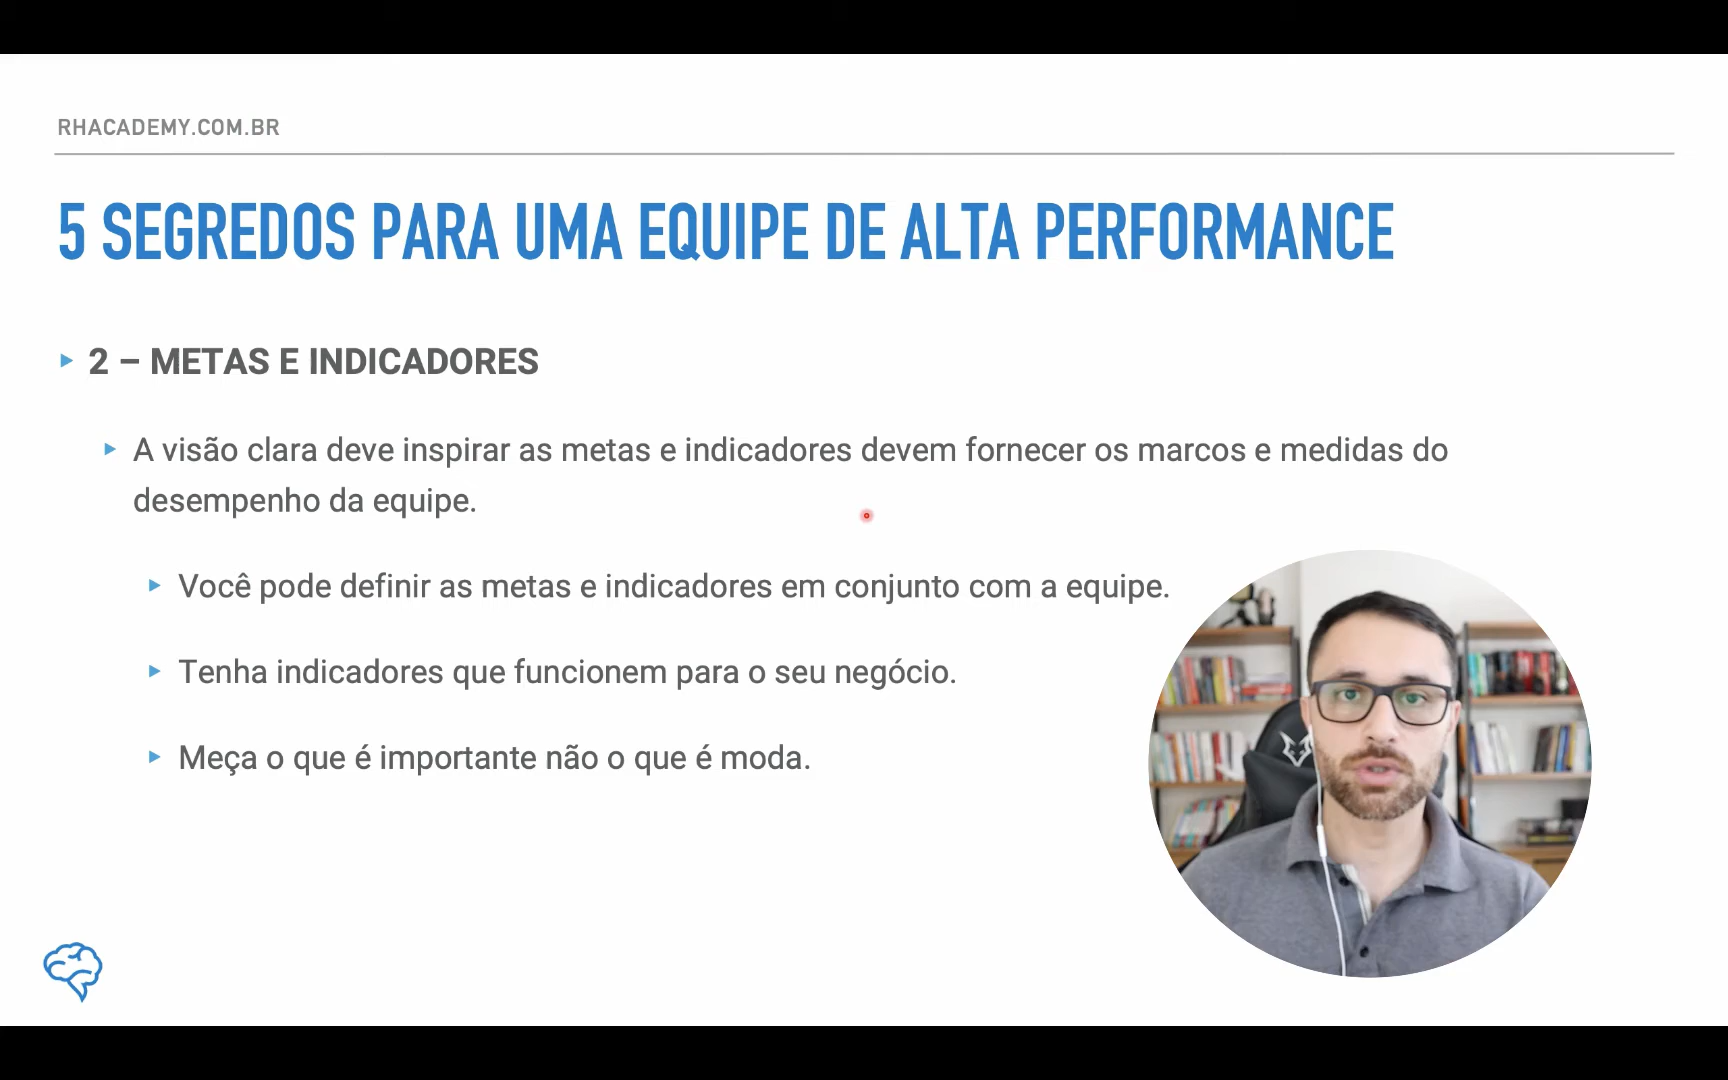 RHACADEMY.COM.BR
5 SEGREDOS PARA UMA EQUIPE DE ALTA PERFORMANCE
2 – METAS E INDICADORES
A visão clara deve inspirar as metas e indicadores devem fornecer os marcos e medidas do
desempenho da equipe.
Você pode definir as metas e indicadores em conjunto com a equipe.
Tenha indicadores que funcionem para o seu negócio.
Meça o que é importante não o que é moda.